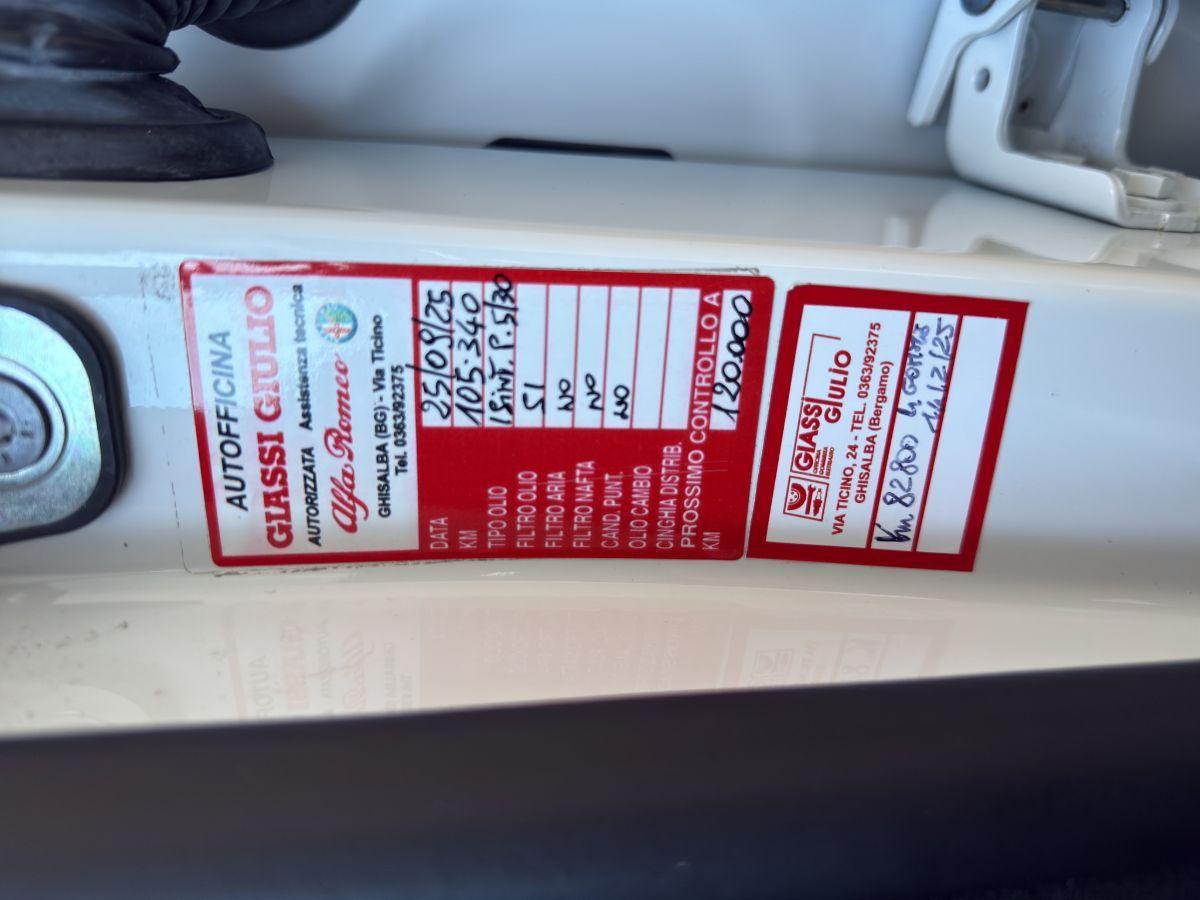 AUTOFFICINA
GIASSI GIULIO
AUTORIZZATA Assistenza tecnica
Alfa Romeo
GHISALBA (BG) - Via Ticino
Tel. 0363/92375
DATA 25/09/25
KM 105.340
TIPO OLIO SINT. P. 5/30
FILTRO OLIO SI
FILTRO ARIA NO
FILTRO NAFTA NO
CAND. PUNT. NO
OLIO CAMBIO
CINGHIA DISTRIB.
PROSSIMO CONTROLLO A
KM 120.000
GIASSI
GIULIO
VIA TICINO, 24 - TEL. 0363/92375
GHISALBA (Bergamo)
Km 82800